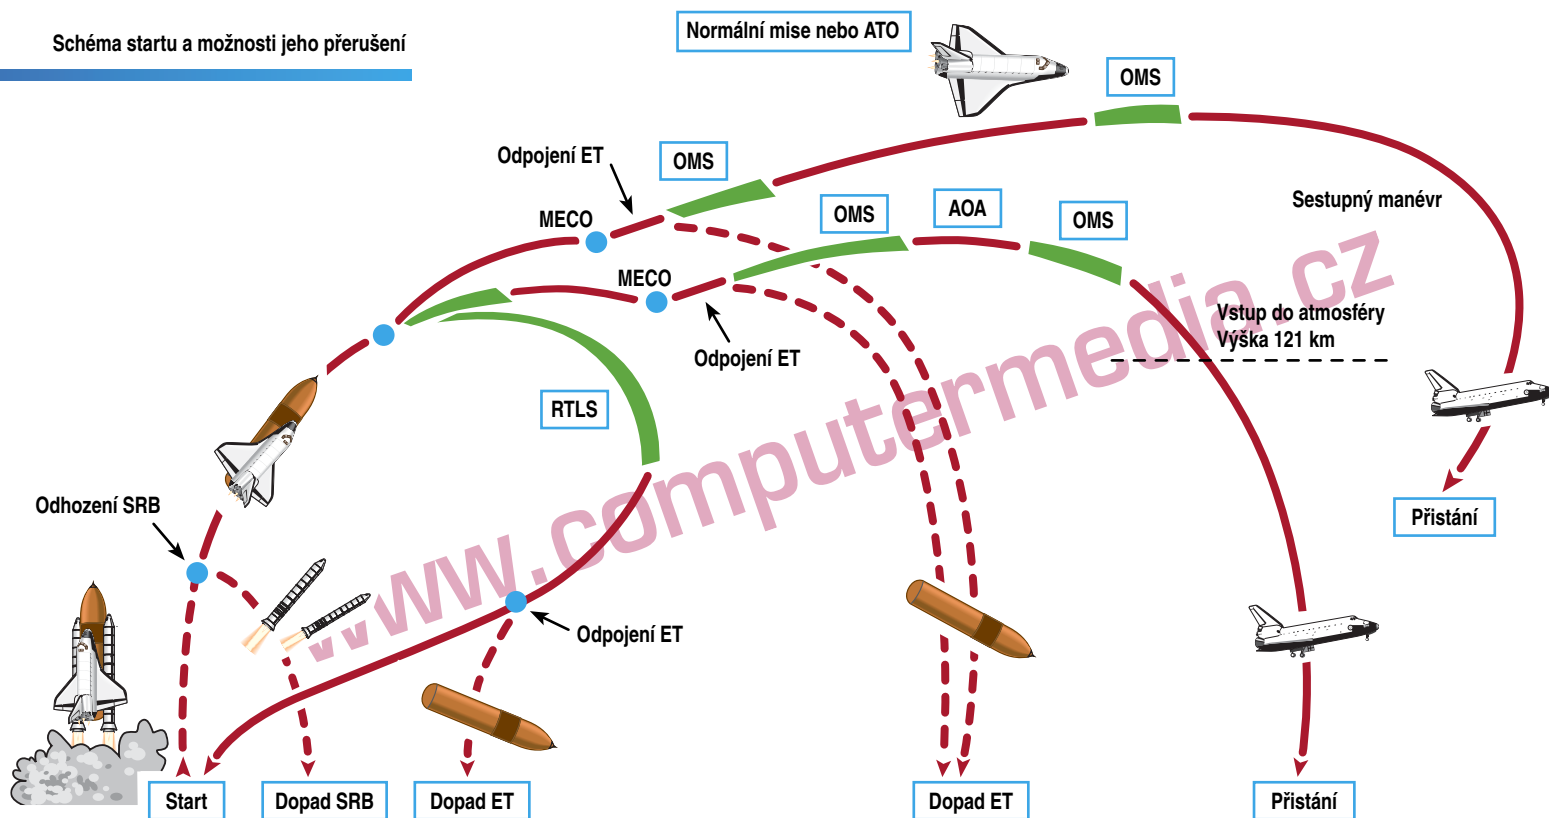 Schéma startu a možnosti jeho přerušení
Normální mise nebo ATO
OMS
Odpojení ET
OMS
MECO
OMS
AOA
OMS
Sestupný manévr
MECO
Odpojení ET
Vstup do atmosféry
Výška 121 km
RTLS
Odhození SRB
Přistání
Odpojení ET
www.computermedia.cz
Start
Dopad SRB
Dopad ET
Dopad ET
Přistání